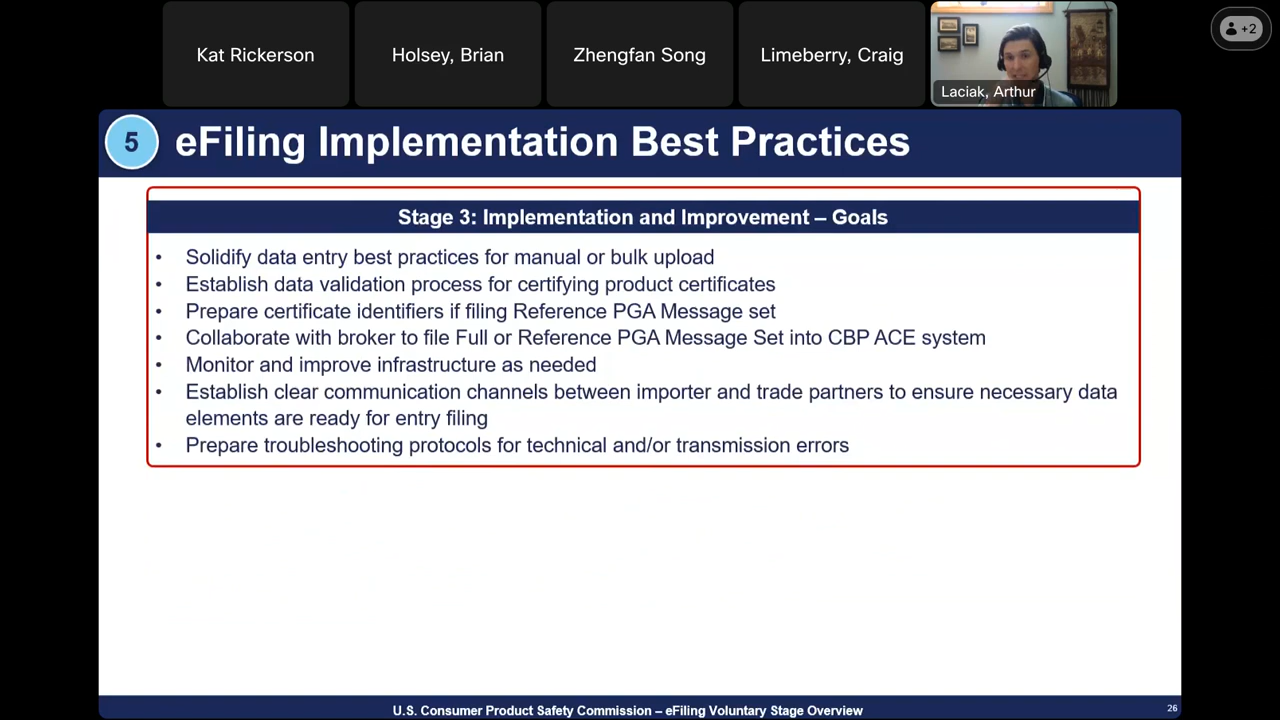 Kat Rickerson
Holsey, Brian
Zhengfan Song
Limeberry, Craig
Laciak, Arthur
+2
5
eFiling Implementation Best Practices
Stage 3: Implementation and Improvement – Goals
• Solidify data entry best practices for manual or bulk upload
• Establish data validation process for certifying product certificates
• Prepare certificate identifiers if filing Reference PGA Message set
• Collaborate with broker to file Full or Reference PGA Message Set into CBP ACE system
• Monitor and improve infrastructure as needed
• Establish clear communication channels between importer and trade partners to ensure necessary data
elements are ready for entry filing
• Prepare troubleshooting protocols for technical and/or transmission errors
U.S. Consumer Product Safety Commission – eFiling Voluntary Stage Overview
26